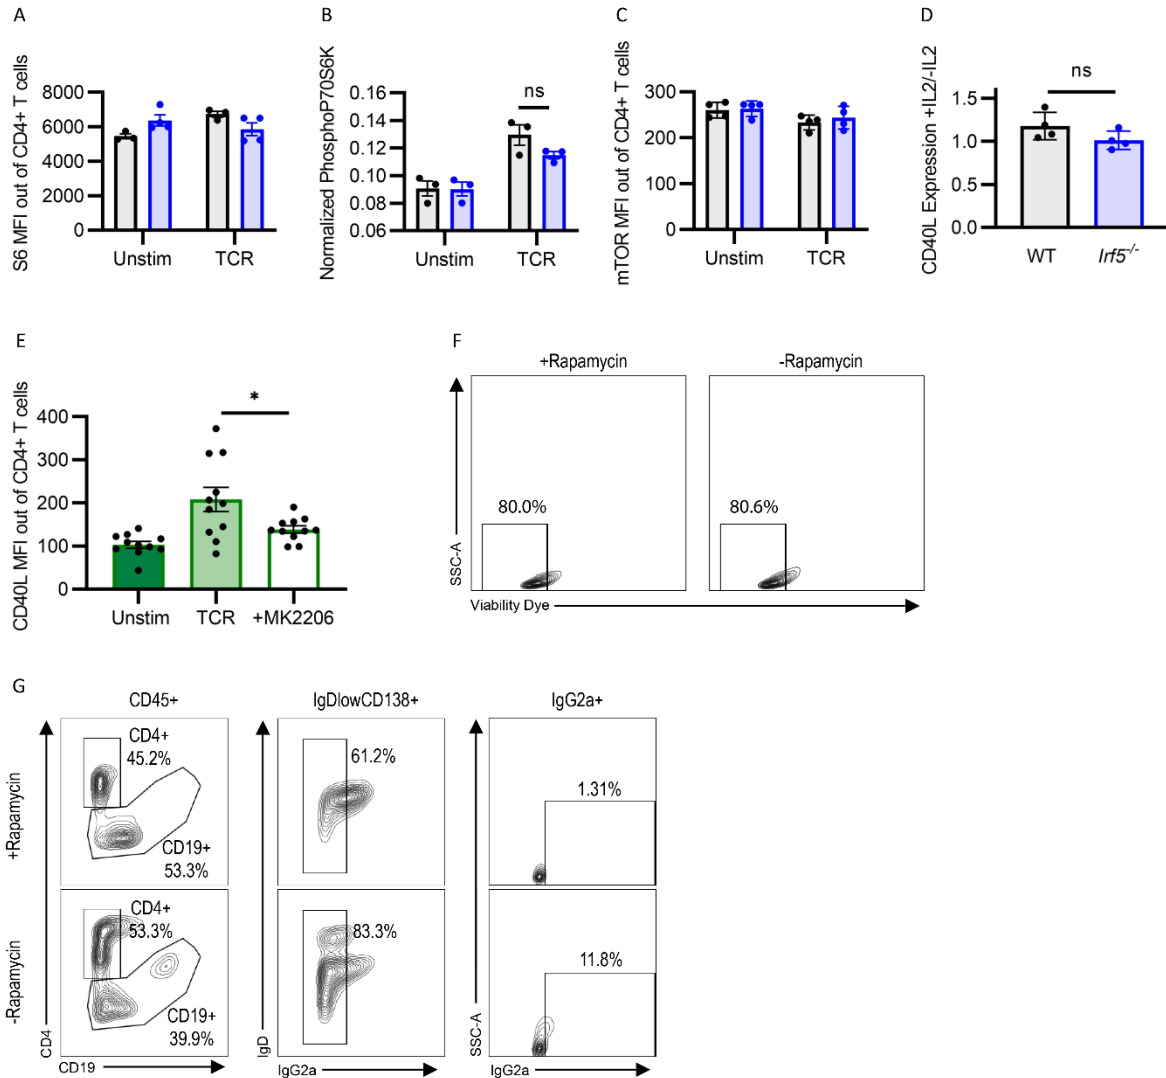 A
S6 MFI out of CD4+ T cells
8000
6000
4000
2000
0
Unstim
TCR
B
Normalized PhosphoP70S6K
0.16
0.14
0.12
0.10
0.08
0.06
ns
Unstim
TCR
C
mTOR MFI out of CD4+ T cells
300
200
100
0
Unstim
TCR
D
CD40L Expression +IL2/-IL2
1.5
1.0
0.5
0.0
ns
WT
Irf5-/-
E
CD40L MFI out of CD4+ T cells
400
300
200
100
0
*
Unstim
TCR
+MK2206
F
+Rapamycin
-Rapamycin
80.0%
80.6%
SSC-A
Viability Dye
G
CD45+
IgDlowCD138+
IgG2a+
+Rapamycin
CD4+
45.2%
CD19+
53.3%
61.2%
1.31%
-Rapamycin
CD4+
53.3%
CD19+
39.9%
83.3%
11.8%
CD4
CD19
IgD
IgG2a
SSC-A
IgG2a